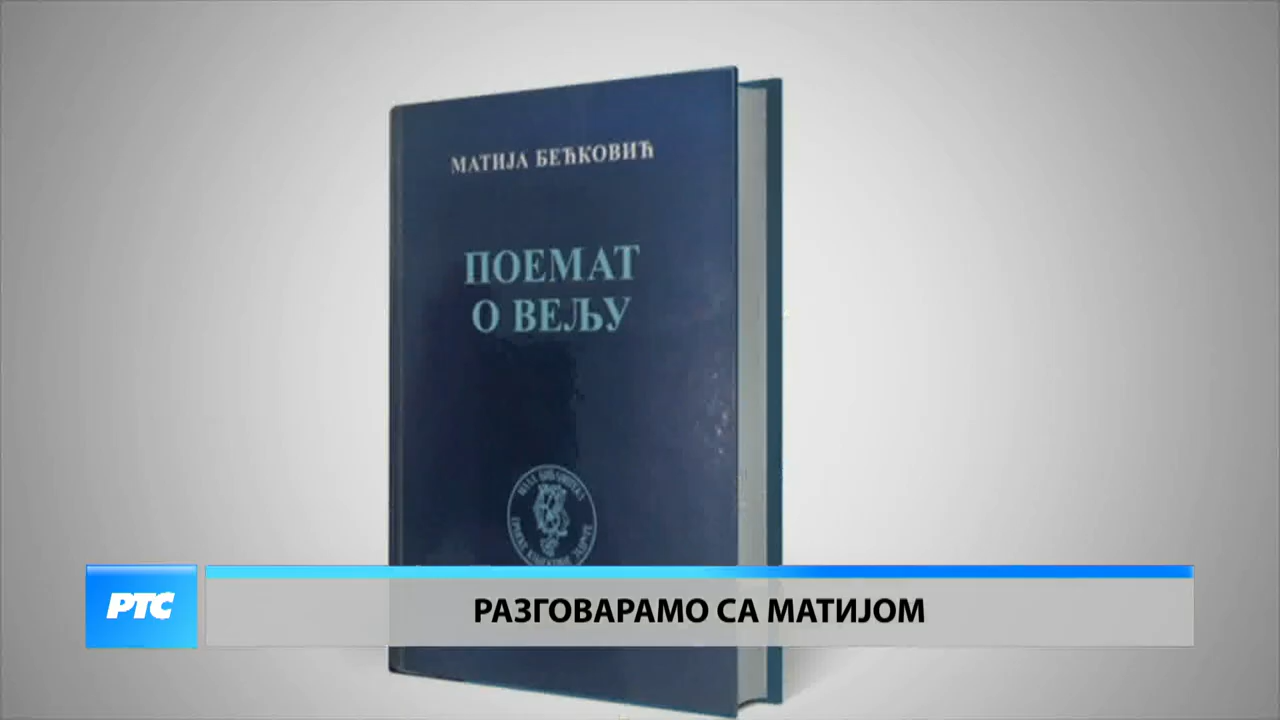 МАТИЈА БЕЋКОВИЋ
ПОЕМАТ
О ВЕЉУ
РТС
РАЗГОВАРАМО СА МАТИЈОМ